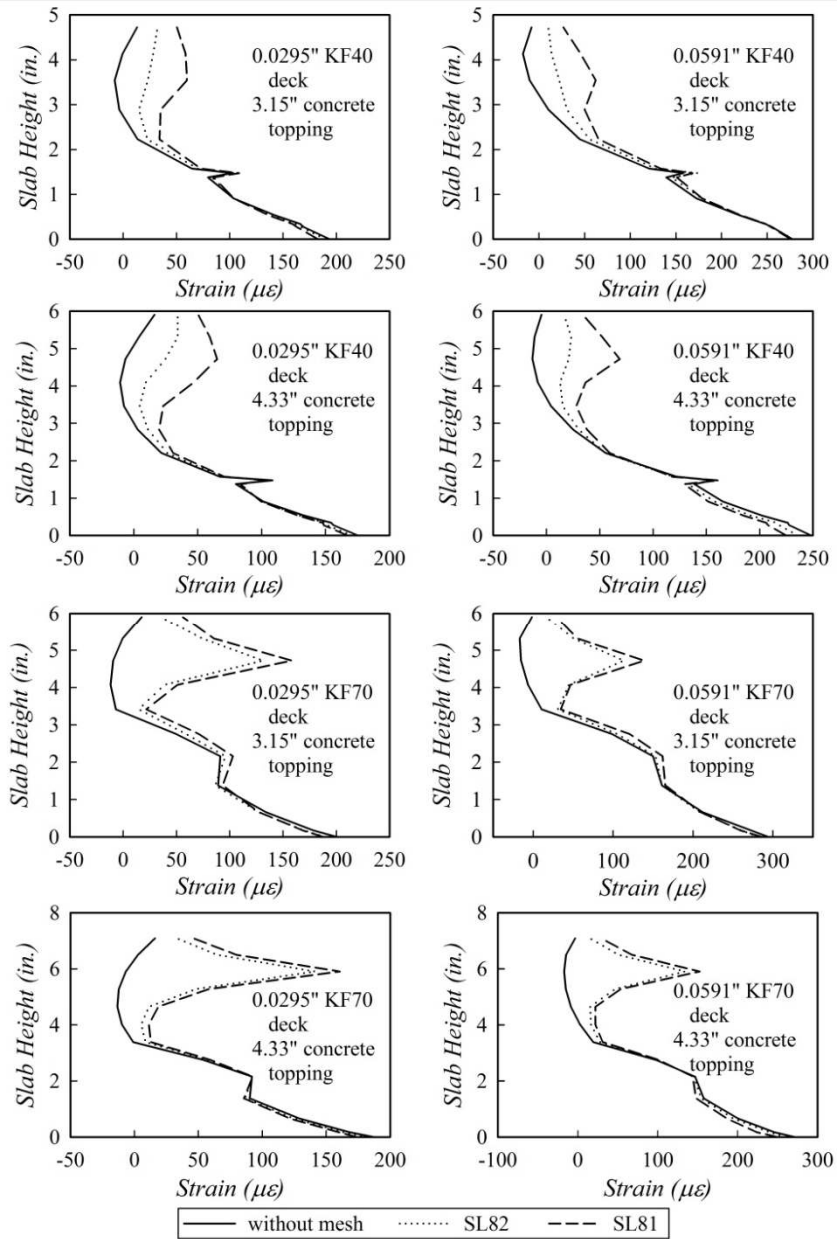 5
4
3
2
1
0
Slab Height (in.)
0.0295" KF40
deck
3.15" concrete
topping
-50 0 50 100 150 200 250
Strain (με)
5
4
3
2
1
0
Slab Height (in.)
0.0591" KF40
deck
3.15" concrete
topping
-50 0 50 100 150 200 250 300
Strain (με)
6
5
4
3
2
1
0
Slab Height (in.)
0.0295" KF40
deck
4.33" concrete
topping
-50 0 50 100 150 200
Strain (με)
6
5
4
3
2
1
0
Slab Height (in.)
0.0591" KF40
deck
4.33" concrete
topping
-50 0 50 100 150 200 250
Strain (με)
6
5
4
3
2
1
0
Slab Height (in.)
0.0295" KF70
deck
3.15" concrete
topping
-50 0 50 100 150 200 250
Strain (με)
6
5
4
3
2
1
0
Slab Height (in.)
0.0591" KF70
deck
3.15" concrete
topping
0 100 200 300
Strain (με)
8
6
4
2
0
Slab Height (in.)
0.0295" KF70
deck
4.33" concrete
topping
-50 0 50 100 150 200
Strain (με)
8
6
4
2
0
Slab Height (in.)
0.0591" KF70
deck
4.33" concrete
topping
-100 0 100 200 300
Strain (με)
without mesh SL82 SL81